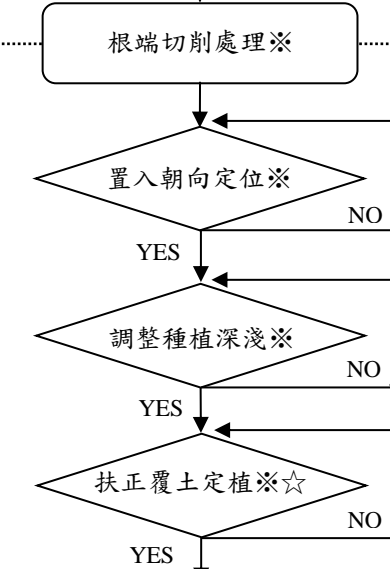 根端切削處理※
置入朝向定位※
NO
YES
調整種植深淺※
NO
YES
扶正覆土定植※☆
NO
YES